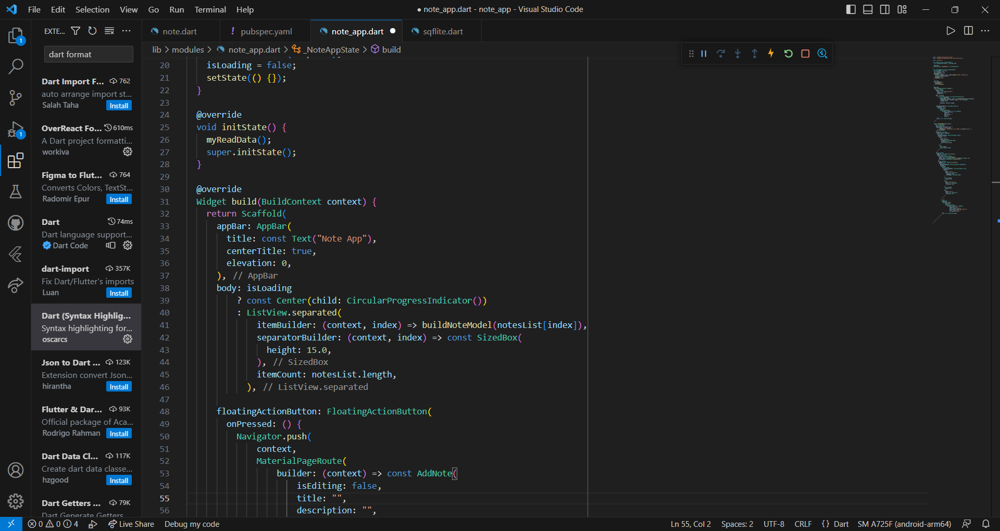 File Edit Selection View Go Run Terminal Help
● note_app.dart - note_app - Visual Studio Code
EXTE...
note.dart
! pubspec.yaml
note_app.dart
sqflite.dart
dart format
lib > modules > note_app.dart > _NoteAppState > build
1
1
Dart Import F... 762
auto arrange import st...
Salah Taha Install
OverReact Fo... 610ms
A Dart project formatti...
workiva
Figma to Flut... 764
Converts Colors, TextSt...
Radomir Epur Install
Dart 74ms
Dart language support...
Dart Code
dart-import 357K
Fix Dart/Flutter's imports
Luan Install
Dart (Syntax Highlig...
Syntax highlighting for...
oscarcs
Json to Dart ... 123K
Extension convert Json...
hirantha Install
Flutter & Dar... 93K
Official package of Aca...
Rodrigo Rahman Install
Dart Data Cl... 117K
Create dart data classe...
hzgood Install
Dart Getters ... 79K
Dart Generate Getters
20 isLoading = false;
21 setState(() {});
22 }
23
24 @override
25 void initState() {
26 myReadData();
27 super.initState();
28 }
29
30 @override
31 Widget build(BuildContext context) {
32 return Scaffold(
33 appBar: AppBar(
34 title: const Text("Note App"),
35 centerTitle: true,
36 elevation: 0,
37 ), // AppBar
38 body: isLoading
39 ? const Center(child: CircularProgressIndicator())
40 : ListView.separated(
41 itemBuilder: (context, index) => buildNoteModel(notesList[index]),
42 separatorBuilder: (context, index) => const SizedBox(
43 height: 15.0,
44 ), // SizedBox
45 itemCount: notesList.length,
46 ), // ListView.separated
47
48 floatingActionButton: FloatingActionButton(
49 onPressed: () {
50 Navigator.push(
51 context,
52 MaterialPageRoute(
53 builder: (context) => const AddNote(
54 isEditing: false,
55 title: "",
56 description: "",
0 0 4 Live Share Debug my code
Ln 55, Col 2 Spaces: 2 UTF-8 CRLF {} Dart SM A725F (android-arm64)